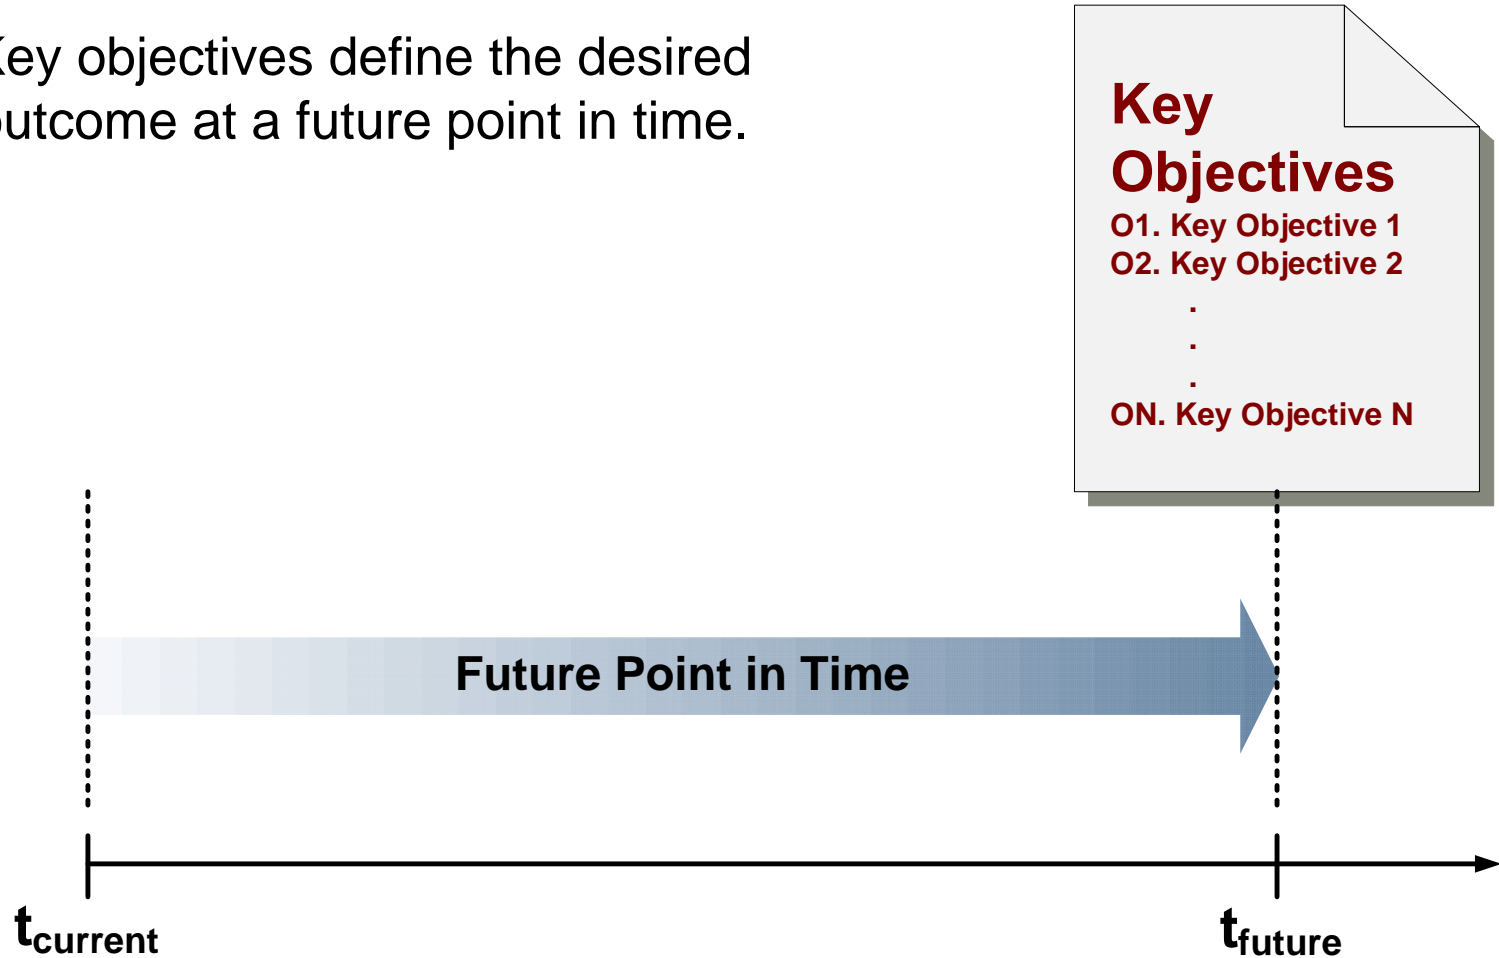 Key objectives define the desired
outcome at a future point in time.
Key
Objectives
O1. Key Objective 1
O2. Key Objective 2
.
.
.
ON. Key Objective N
Future Point in Time
tcurrent
tfuture